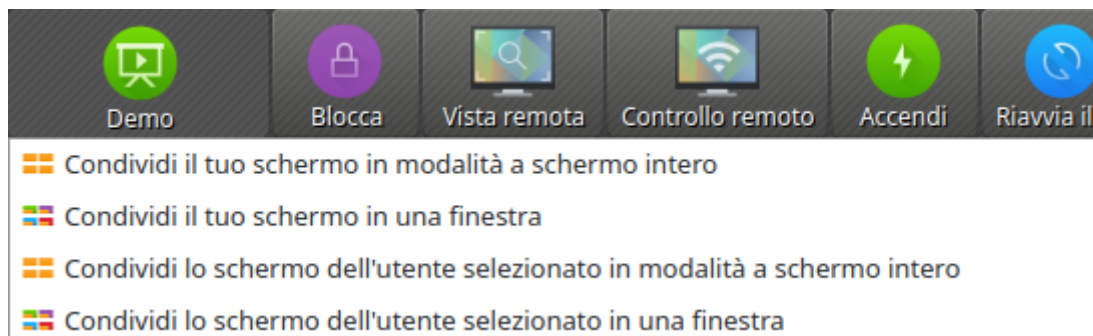 Demo Blocca Vista remota Controllo remoto Accendi Riavvia il
Condividi il tuo schermo in modalità a schermo intero
Condividi il tuo schermo in una finestra
Condividi lo schermo dell'utente selezionato in modalità a schermo intero
Condividi lo schermo dell'utente selezionato in una finestra